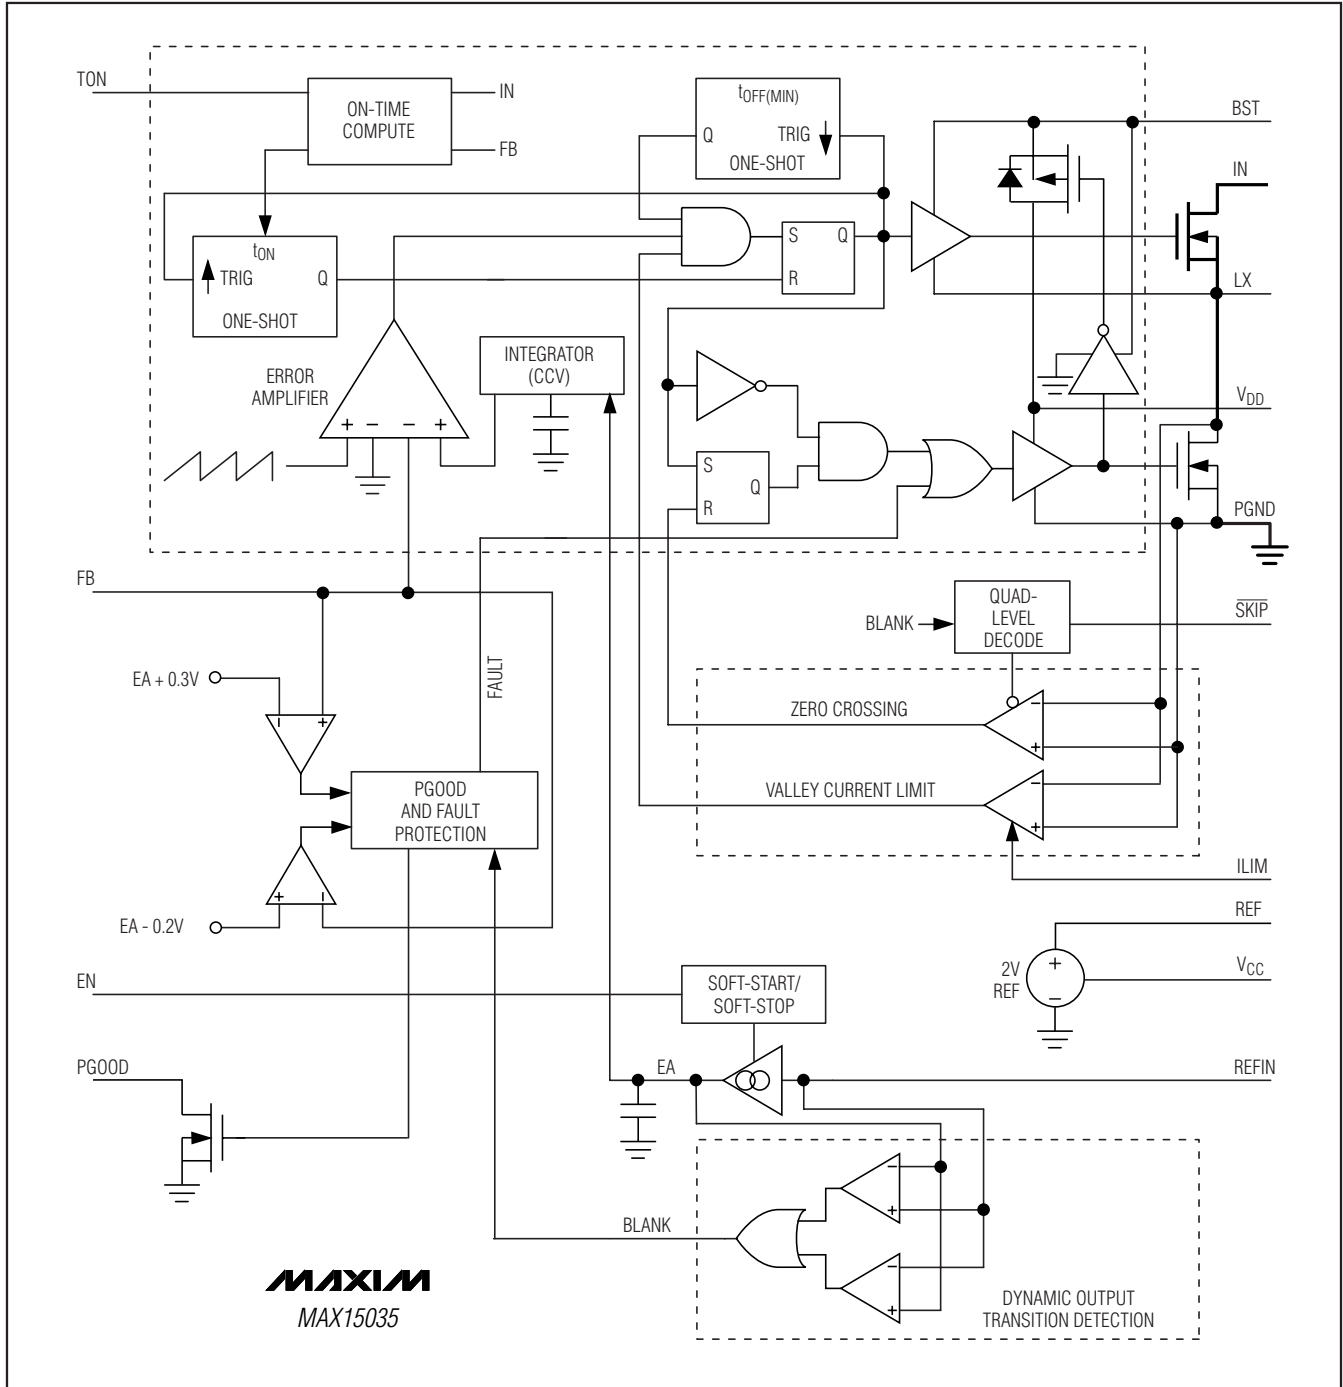 TON
ON-TIME
COMPUTE
IN
FB
tOFF(MIN)
Q
TRIG
ONE-SHOT
BST
IN
tON
TRIG
Q
ONE-SHOT
S
Q
R
LX
ERROR
AMPLIFIER
+
−
−
+
INTEGRATOR
(CCV)
S
Q
R
VDD
PGND
FB
BLANK
QUAD-
LEVEL
DECODE
SKIP
EA + 0.3V
−
+
FAULT
ZERO CROSSING
−
+
VALLEY CURRENT LIMIT
−
+
PGOOD
AND FAULT
PROTECTION
ILIM
+
−
EA - 0.2V
REF
2V
REF
+
−
VCC
EN
SOFT-START/
SOFT-STOP
PGOOD
EA
REFIN
−
+
BLANK
−
+
DYNAMIC OUTPUT
TRANSITION DETECTION
MAXIM
MAX15035